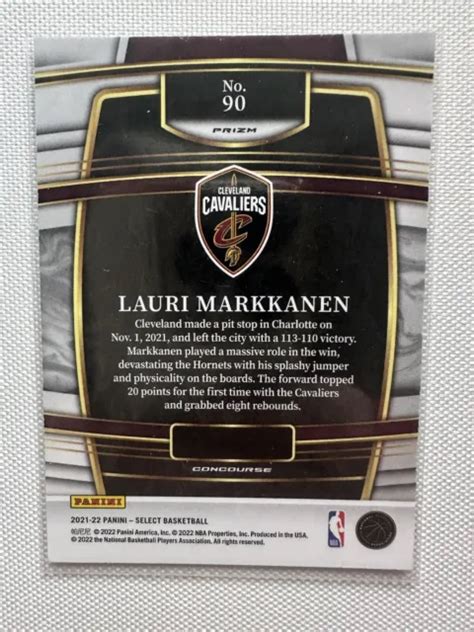 No.
90
PRIZM
CLEVELAND
CAVALIERS
C
LAURI MARKKANEN
Cleveland made a pit stop in Charlotte on
Nov. 1, 2021, and left the city with a 113-110 victory.
Markkanen played a massive role in the win,
devastating the Hornets with his splashy jumper
and physicality on the boards. The forward topped
20 points for the first time with the Cavaliers
and grabbed eight rebounds.
CONCOURSE
PANINI
2021-22 PANINI – SELECT BASKETBALL
© 2022 Panini America, Inc. © 2022 NBA Properties, Inc. Produced in the USA.
© 2022 the National Basketball Players Association. All rights reserved.
NBA